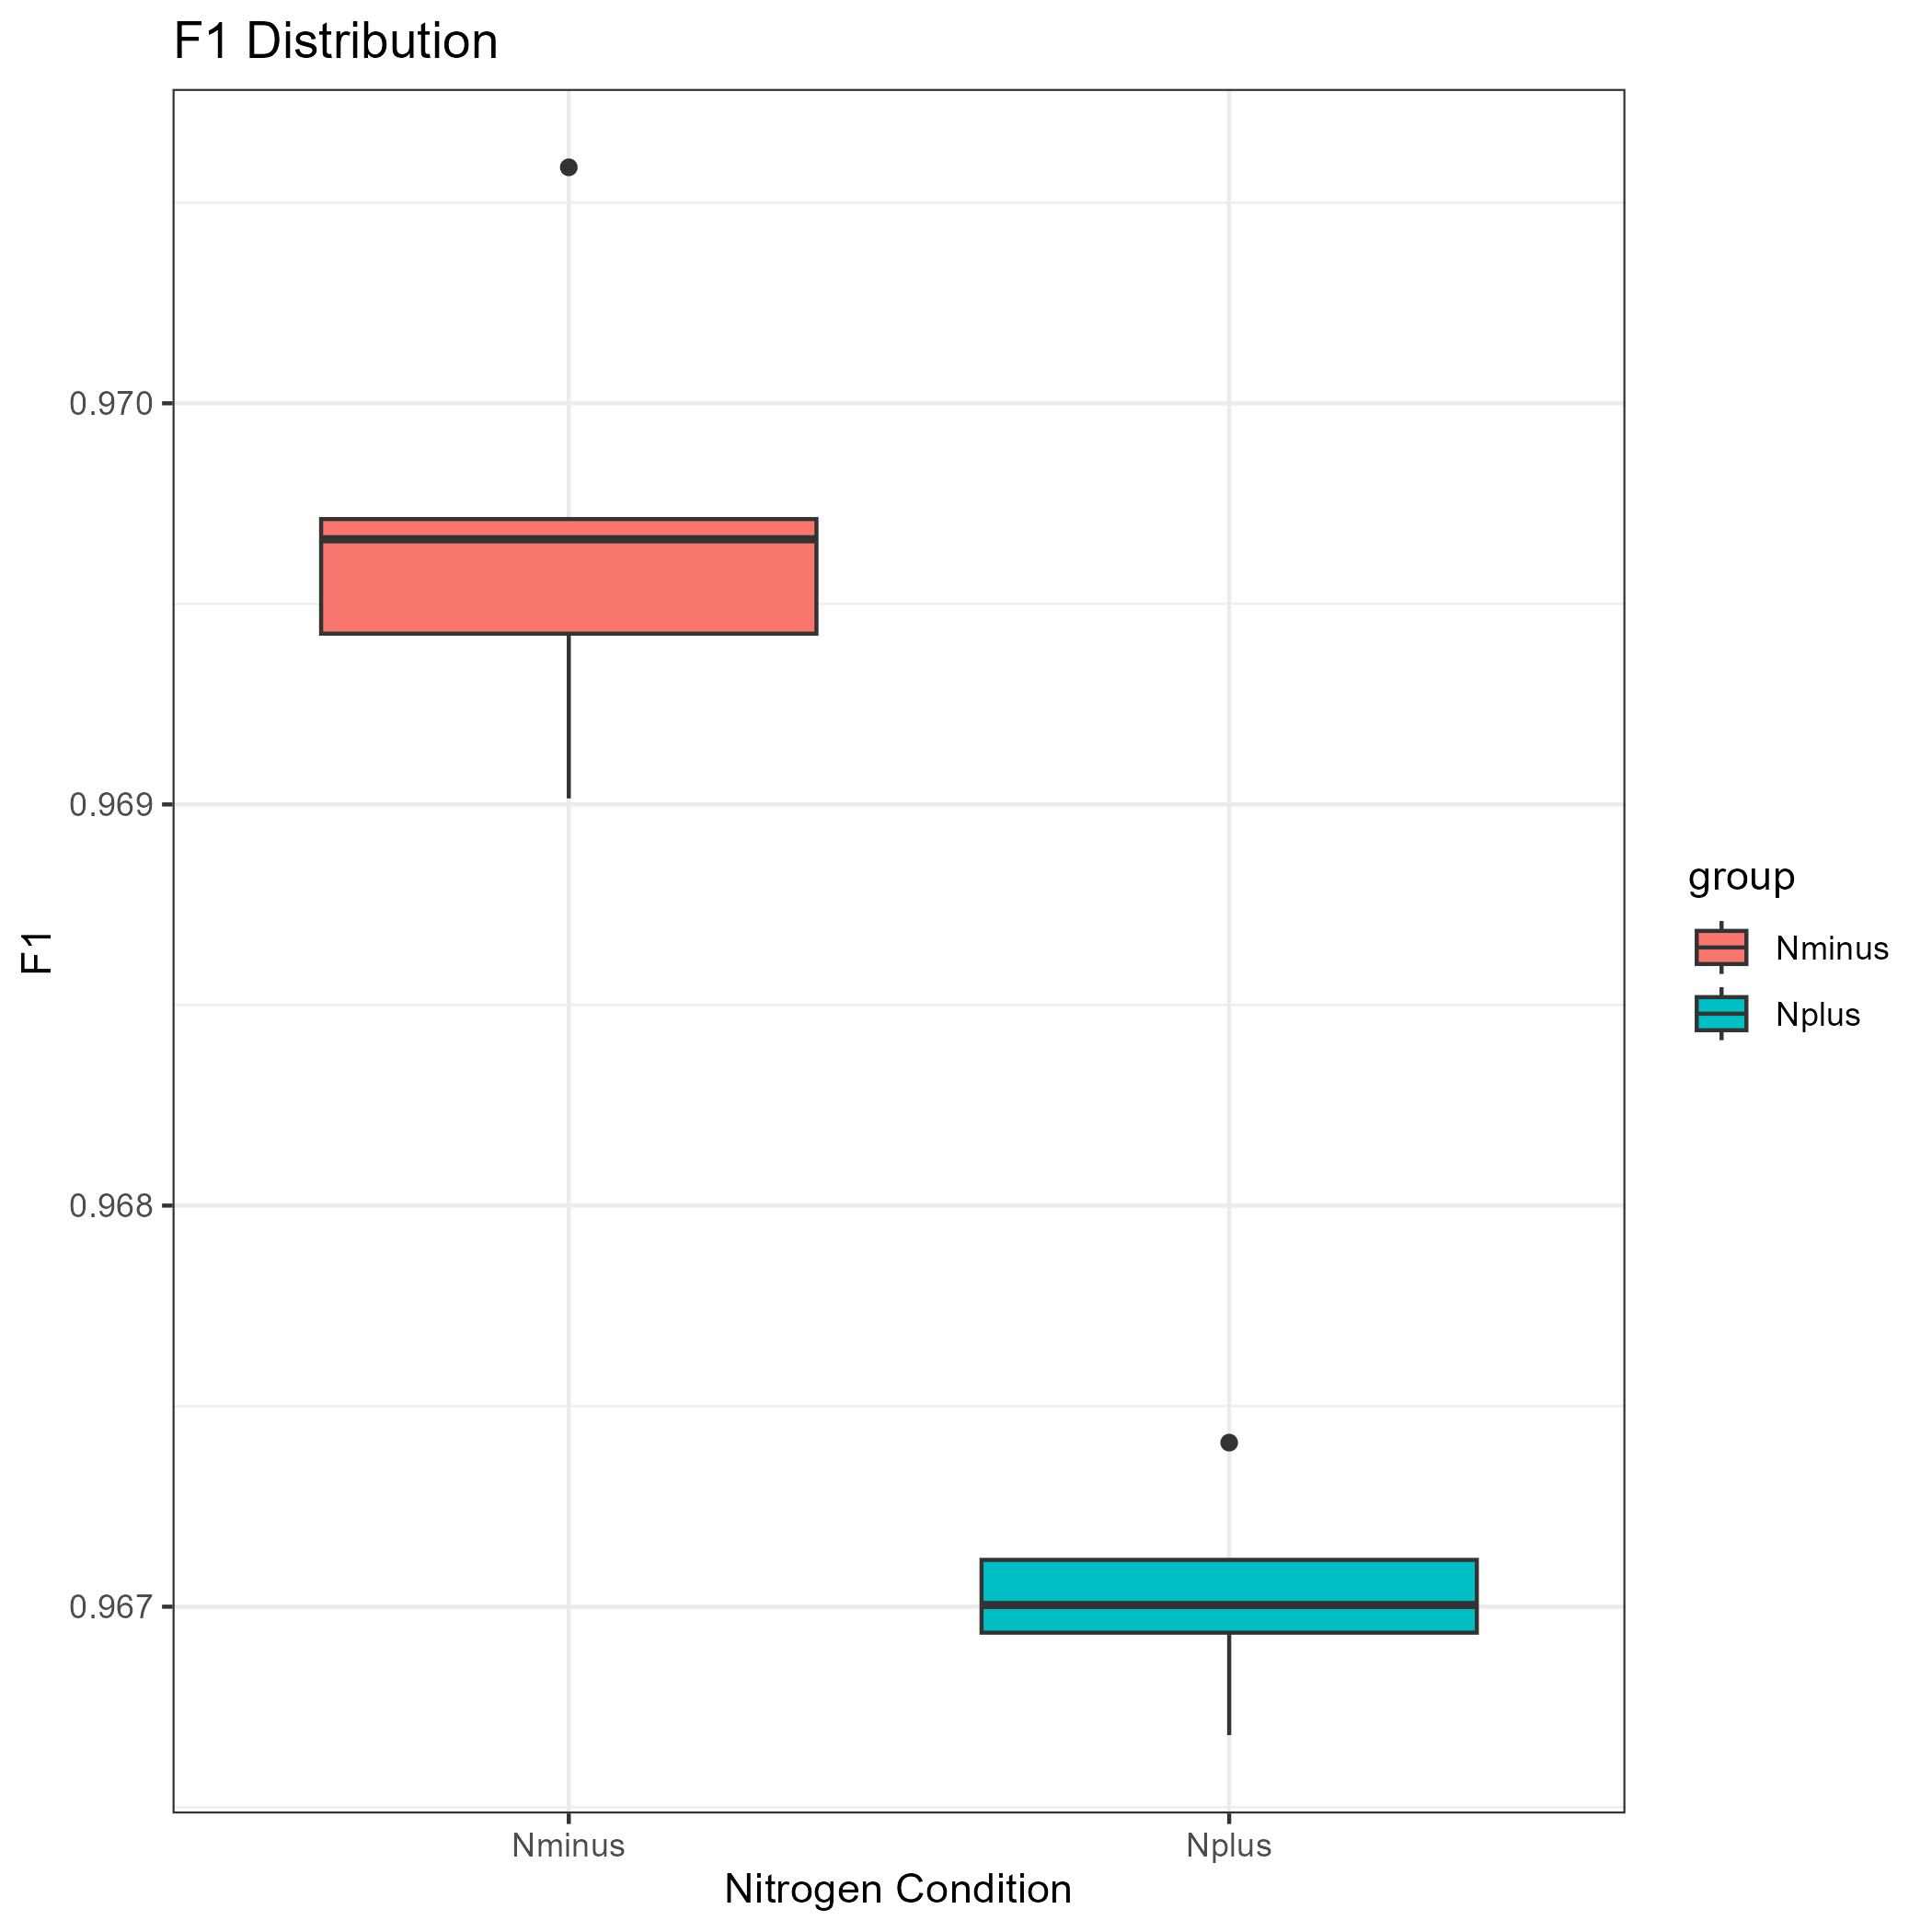 F1 Distribution
0.970
0.969
0.968
0.967
F1
Nminus
Nplus
Nitrogen Condition
group
Nminus
Nplus